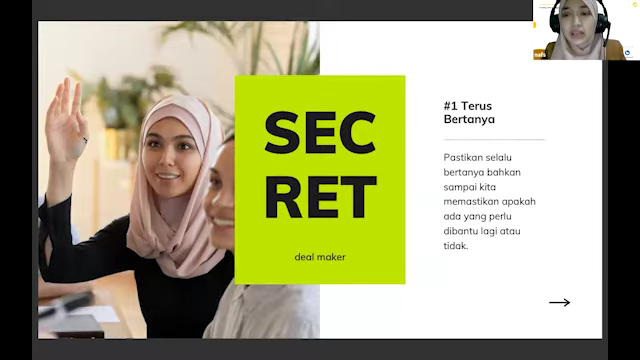 SEC
RET
deal maker
#1 Terus
Bertanya
Pastikan selalu
bertanya bahkan
sampai kita
memastikan apakah
ada yang perlu
dibantu lagi atau
tidak.